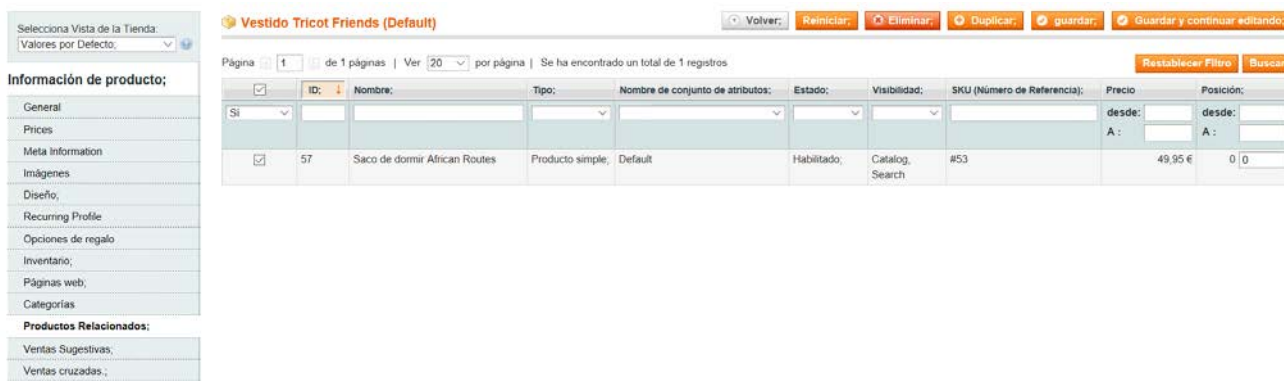 Selecciona Vista de la Tienda:
Valores por Defecto;
Información de producto;
General
Prices
Meta Information
Imágenes
Diseño;
Recurring Profile
Opciones de regalo
Inventario;
Páginas web;
Categorías
Productos Relacionados;
Ventas Sugestivas;
Ventas cruzadas.;
Vestido Tricot Friends (Default)
Volver; Reiniciar; Eliminar; Duplicar; guardar; Guardar y continuar editando;
Página 1 de 1 páginas | Ver 20 por página | Se ha encontrado un total de 1 registros
Restablecer Filtro Buscar
ID: Nombre; Tipo; Nombre de conjunto de atributos; Estado; Visibilidad; SKU (Número de Referencia); Precio Posición;
Sí desde: desde:
A : A :
57 Saco de dormir African Routes Producto simple; Default Habilitado; Catalog, #53 49,95 € 0 0
Search